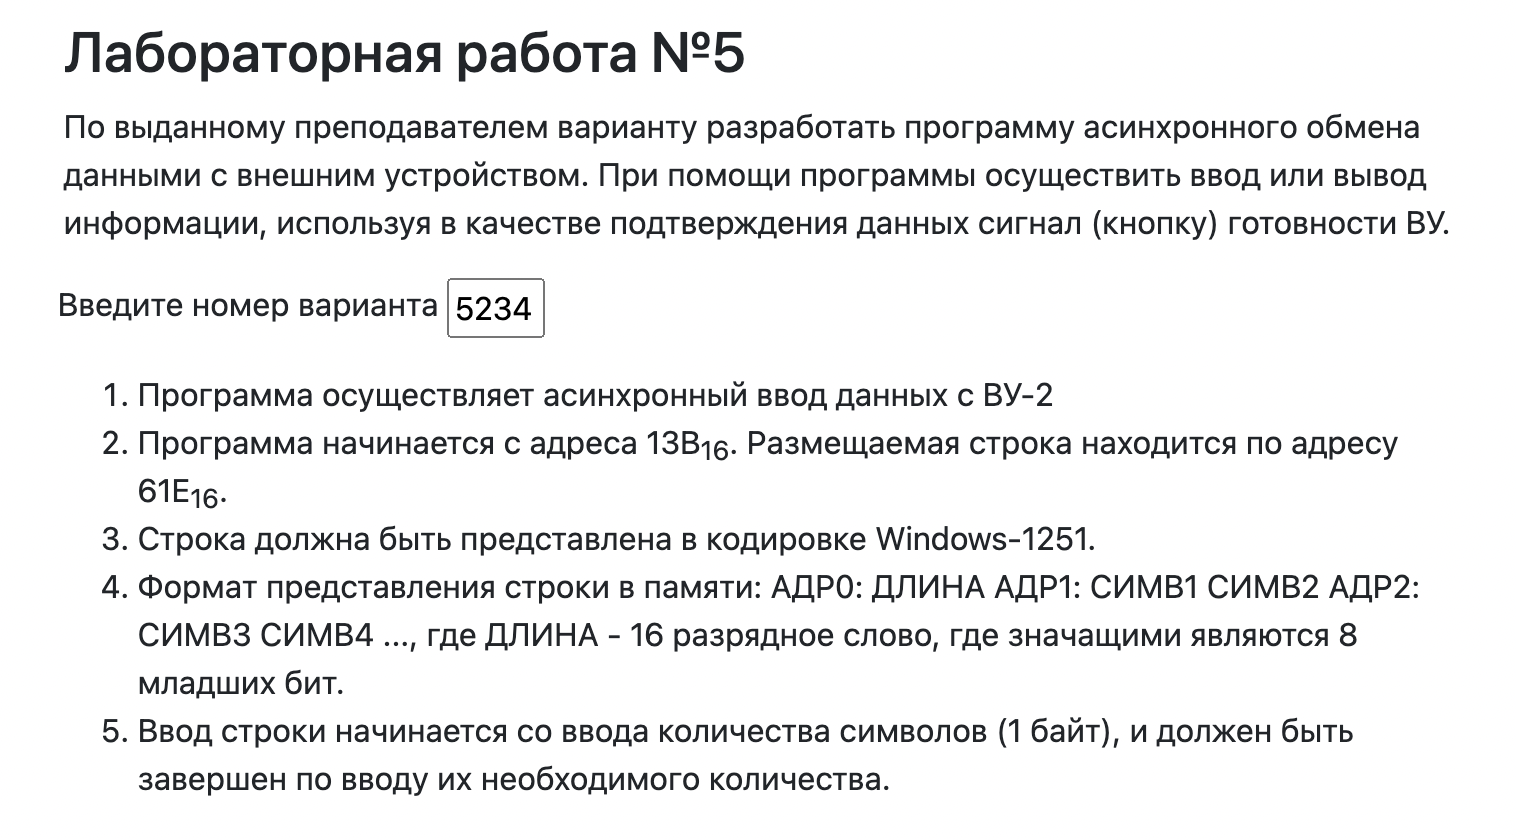 Лабораторная работа №5
По выданному преподавателем варианту разработать программу асинхронного обмена
данными с внешним устройством. При помощи программы осуществить ввод или вывод
информации, используя в качестве подтверждения данных сигнал (кнопку) готовности ВУ.
Введите номер варианта 5234
1. Программа осуществляет асинхронный ввод данных с ВУ-2
2. Программа начинается с адреса 13B₁₆. Размещаемая строка находится по адресу
61E₁₆.
3. Строка должна быть представлена в кодировке Windows-1251.
4. Формат представления строки в памяти: АДР0: ДЛИНА АДР1: СИМВ1 СИМВ2 АДР2:
СИМВ3 СИМВ4 ..., где ДЛИНА - 16 разрядное слово, где значащими являются 8
младших бит.
5. Ввод строки начинается со ввода количества символов (1 байт), и должен быть
завершен по вводу их необходимого количества.